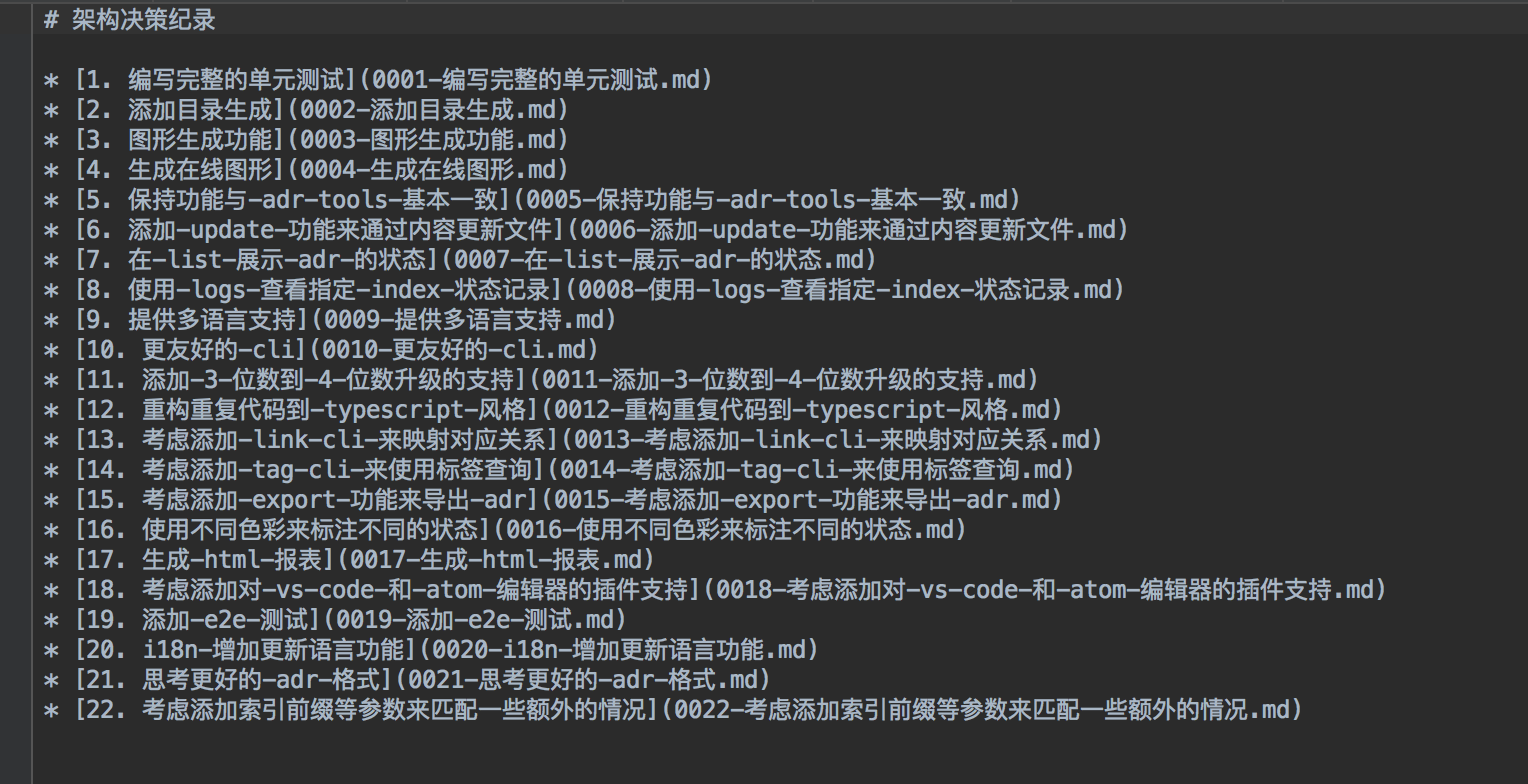 # 架构决策纪录
* [1. 编写完整的单元测试](0001-编写完整的单元测试.md)
* [2. 添加目录生成](0002-添加目录生成.md)
* [3. 图形生成功能](0003-图形生成功能.md)
* [4. 生成在线图形](0004-生成在线图形.md)
* [5. 保持功能与-adr-tools-基本一致](0005-保持功能与-adr-tools-基本一致.md)
* [6. 添加-update-功能来通过内容更新文件](0006-添加-update-功能来通过内容更新文件.md)
* [7. 在-list-展示-adr-的状态](0007-在-list-展示-adr-的状态.md)
* [8. 使用-logs-查看指定-index-状态记录](0008-使用-logs-查看指定-index-状态记录.md)
* [9. 提供多语言支持](0009-提供多语言支持.md)
* [10. 更友好的-cli](0010-更友好的-cli.md)
* [11. 添加-3-位数到-4-位数升级的支持](0011-添加-3-位数到-4-位数升级的支持.md)
* [12. 重构重复代码到-typescript-风格](0012-重构重复代码到-typescript-风格.md)
* [13. 考虑添加-link-cli-来映射对应关系](0013-考虑添加-link-cli-来映射对应关系.md)
* [14. 考虑添加-tag-cli-来使用标签查询](0014-考虑添加-tag-cli-来使用标签查询.md)
* [15. 考虑添加-export-功能来导出-adr](0015-考虑添加-export-功能来导出-adr.md)
* [16. 使用不同色彩来标注不同的状态](0016-使用不同色彩来标注不同的状态.md)
* [17. 生成-html-报表](0017-生成-html-报表.md)
* [18. 考虑添加对-vs-code-和-atom-编辑器的插件支持](0018-考虑添加对-vs-code-和-atom-编辑器的插件支持.md)
* [19. 添加-e2e-测试](0019-添加-e2e-测试.md)
* [20. i18n-增加更新语言功能](0020-i18n-增加更新语言功能.md)
* [21. 思考更好的-adr-格式](0021-思考更好的-adr-格式.md)
* [22. 考虑添加索引前缀等参数来匹配一些额外的情况](0022-考虑添加索引前缀等参数来匹配一些额外的情况.md)